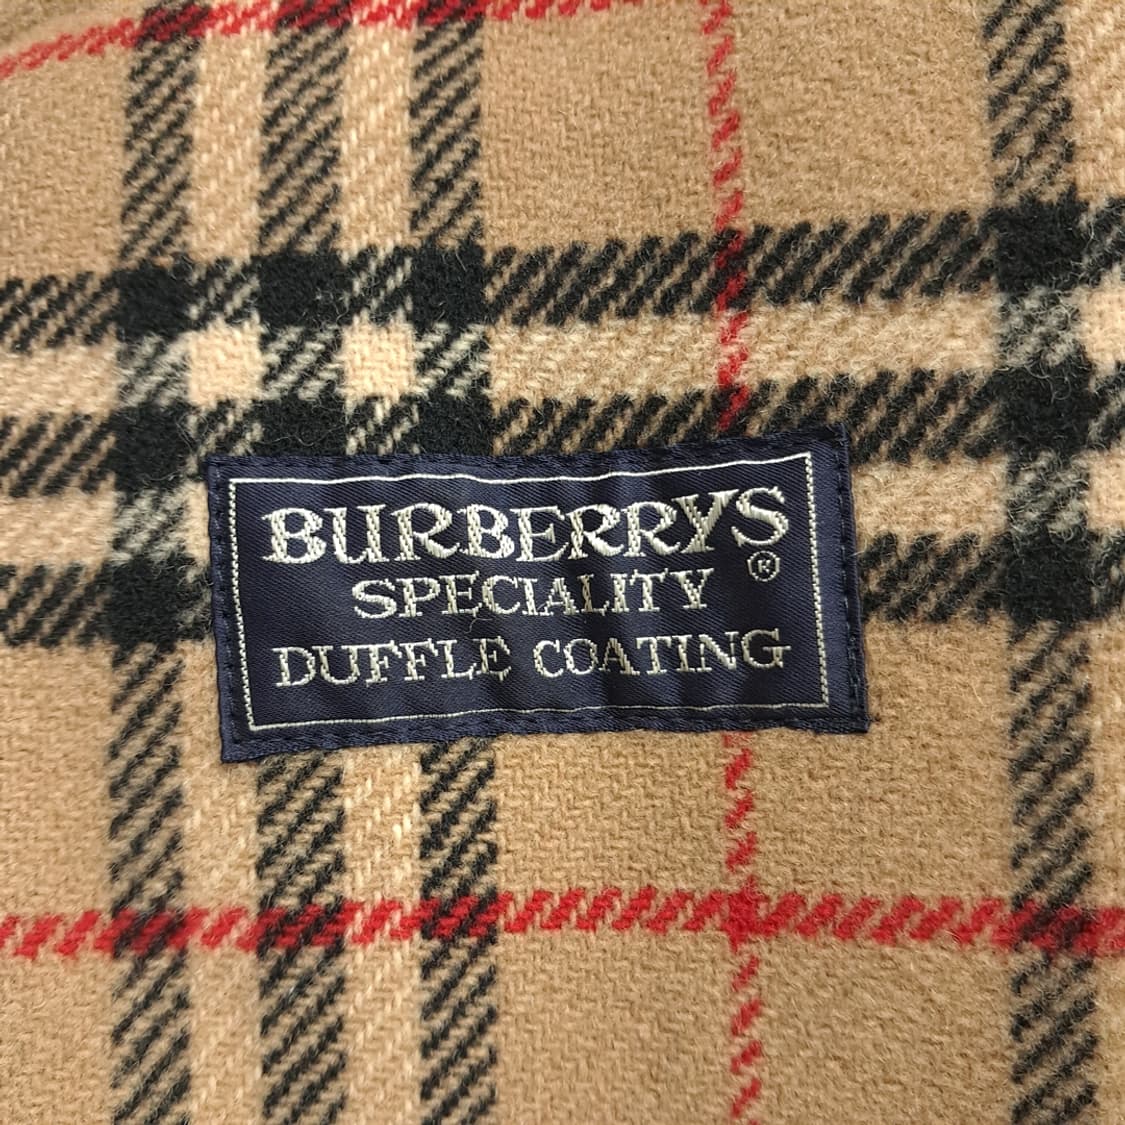 BURBERRYS
®
SPECIALITY
DUFFLE COATING